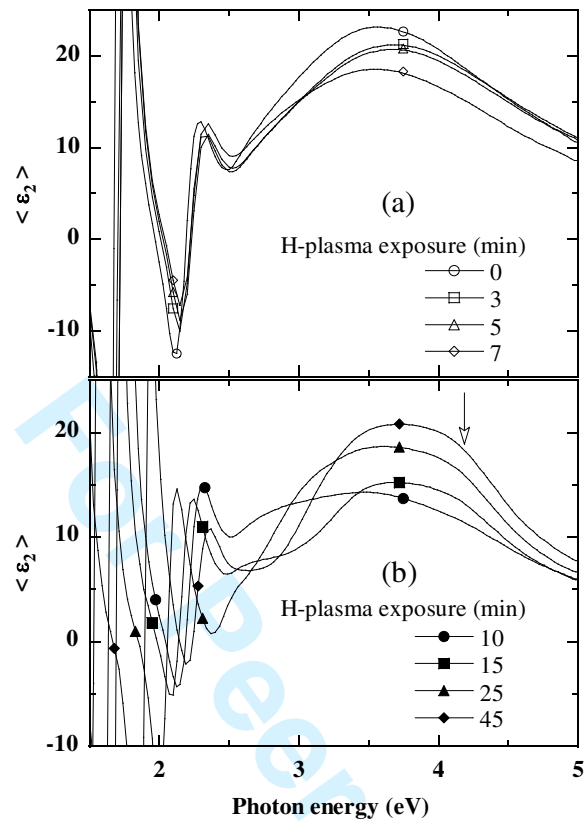 20
10
0
-10
< ε2 >
(a)
H-plasma exposure (min)
0
3
5
7
20
10
0
-10
< ε2 >
(b)
H-plasma exposure (min)
10
15
25
45
2
3
4
5
Photon energy (eV)
For Peer